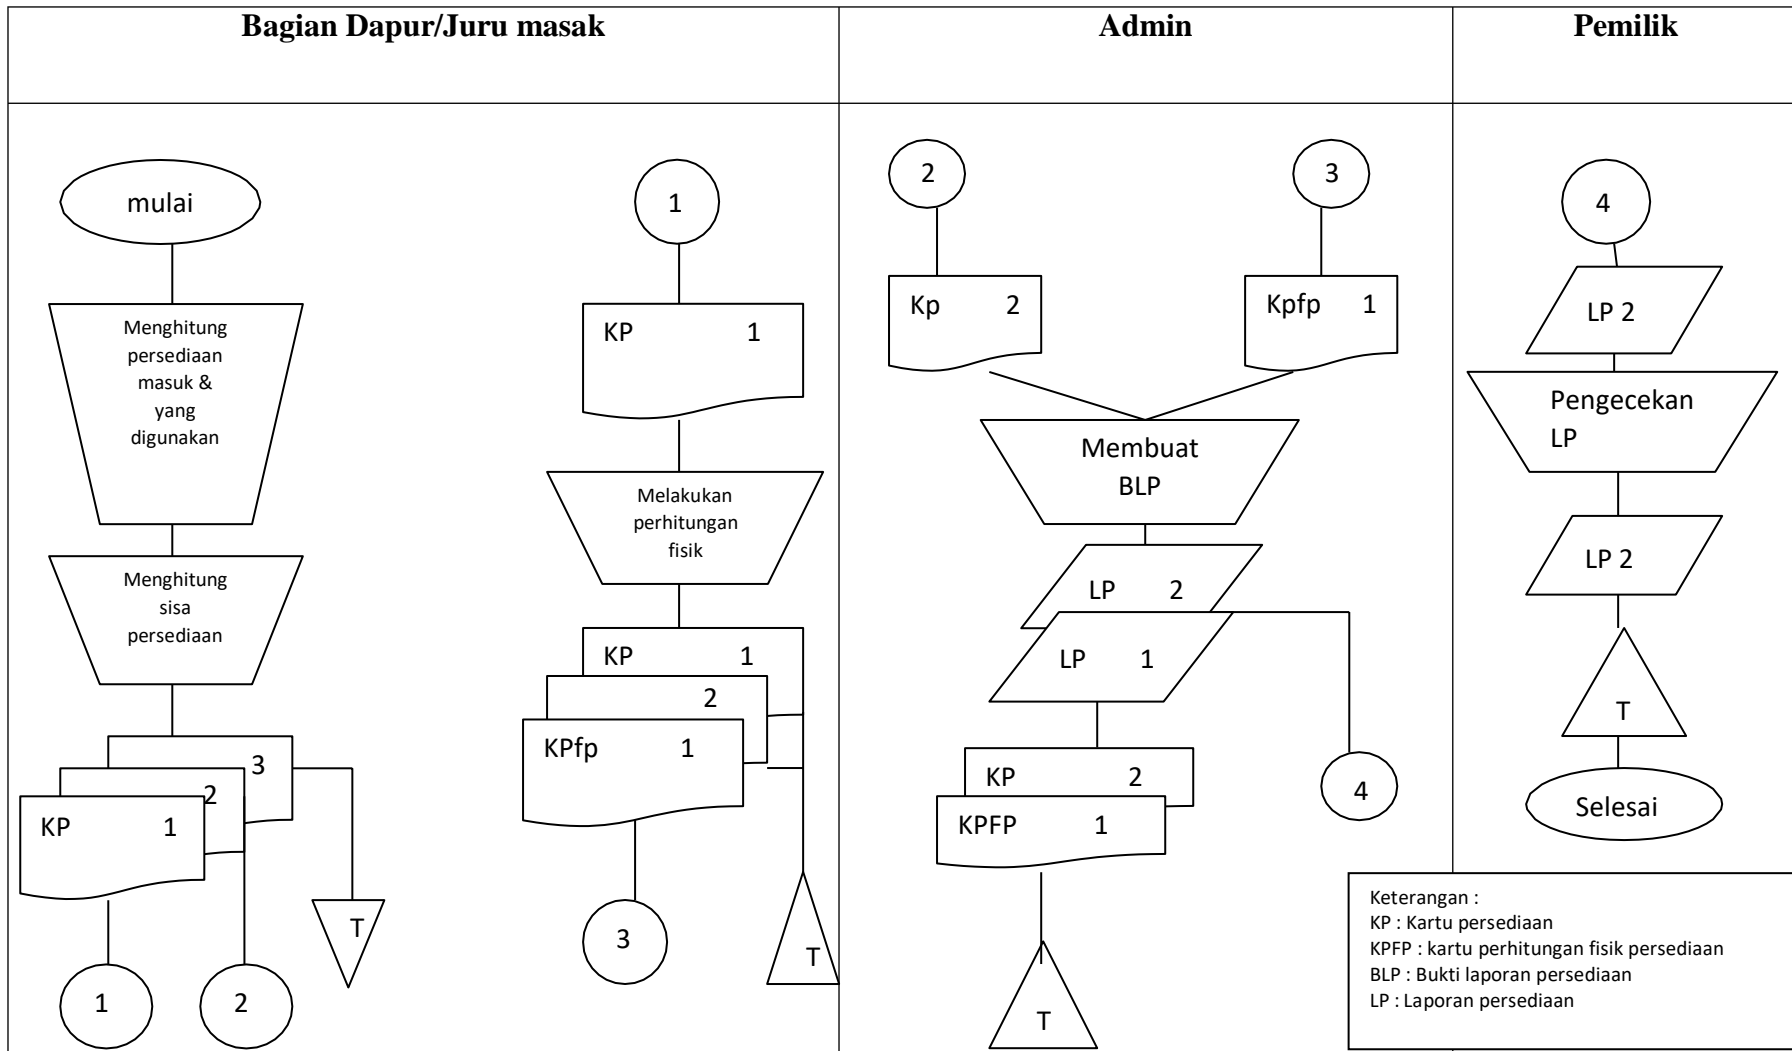 Bagian Dapur/Juru masak
Admin
Pemilik
mulai
Menghitung
persediaan
masuk &
yang
digunakan
Menghitung
sisa
persediaan
3
2
KP 1
T
1
2
1
KP 1
Melakukan
perhitungan
fisik
KP 1
2
KPfp 1
3
T
2
3
Kp 2
Kpfp 1
Membuat
BLP
LP 2
LP 1
KP 2
KPFP 1
4
T
4
LP 2
Pengecekan
LP
LP 2
T
Selesai
Keterangan :
KP : Kartu persediaan
KPFP : kartu perhitungan fisik persediaan
BLP : Bukti laporan persediaan
LP : Laporan persediaan